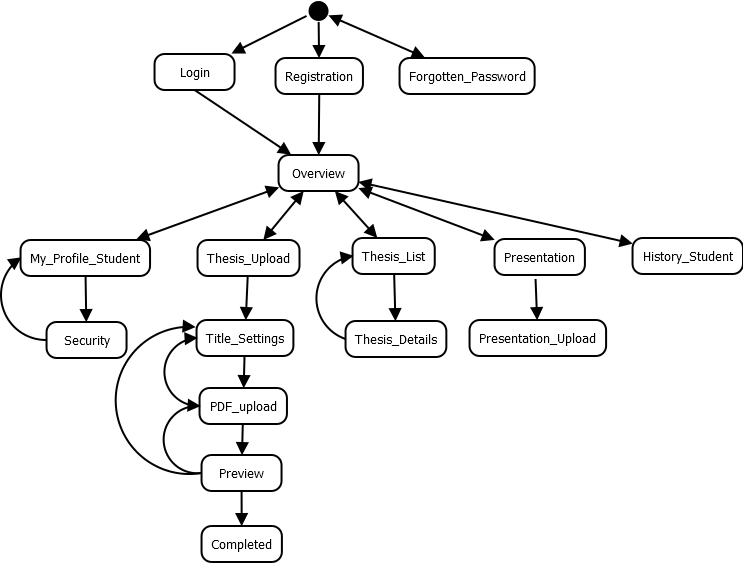 Login
Registration
Forgotten_Password
Overview
My_Profile_Student
Thesis_Upload
Thesis_List
Presentation
History_Student
Security
Title_Settings
Thesis_Details
Presentation_Upload
PDF_upload
Preview
Completed